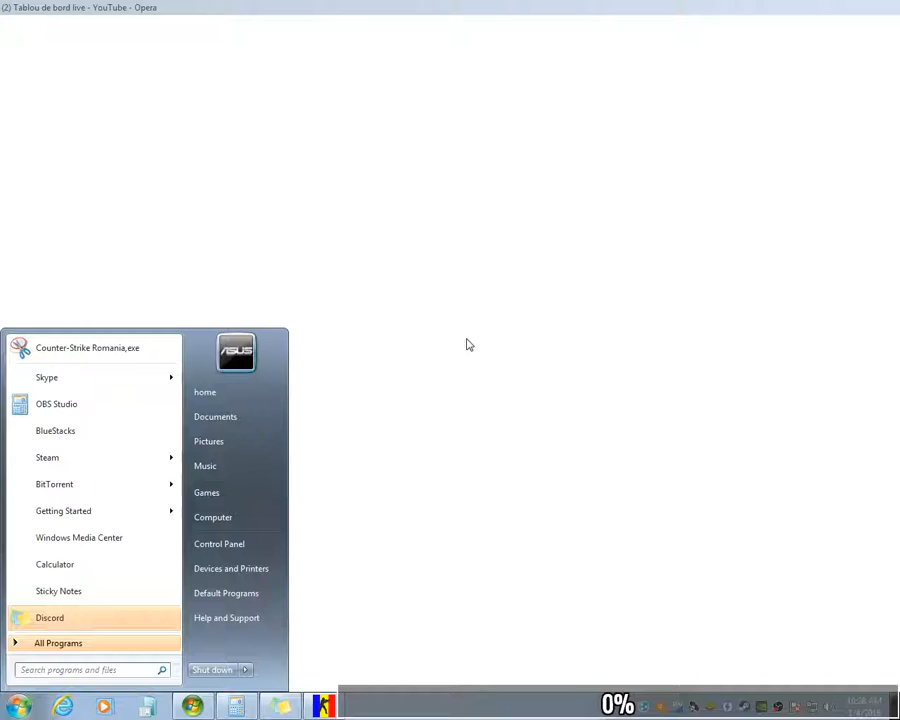 (2) Tablou de bord live - YouTube - Opera
Counter-Strike Romania,exe
Skype
OBS Studio
BlueStacks
Steam
BitTorrent
Getting Started
Windows Media Center
Calculator
Sticky Notes
Discord
All Programs
Search programs and files
ASUS
home
Documents
Pictures
Music
Games
Computer
Control Panel
Devices and Printers
Default Programs
Help and Support
Shut down
0%